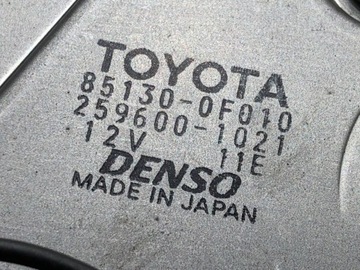 TOYOTA
85130-0F010
259600-1021
12V 11E
DENSO
MADE IN JAPAN